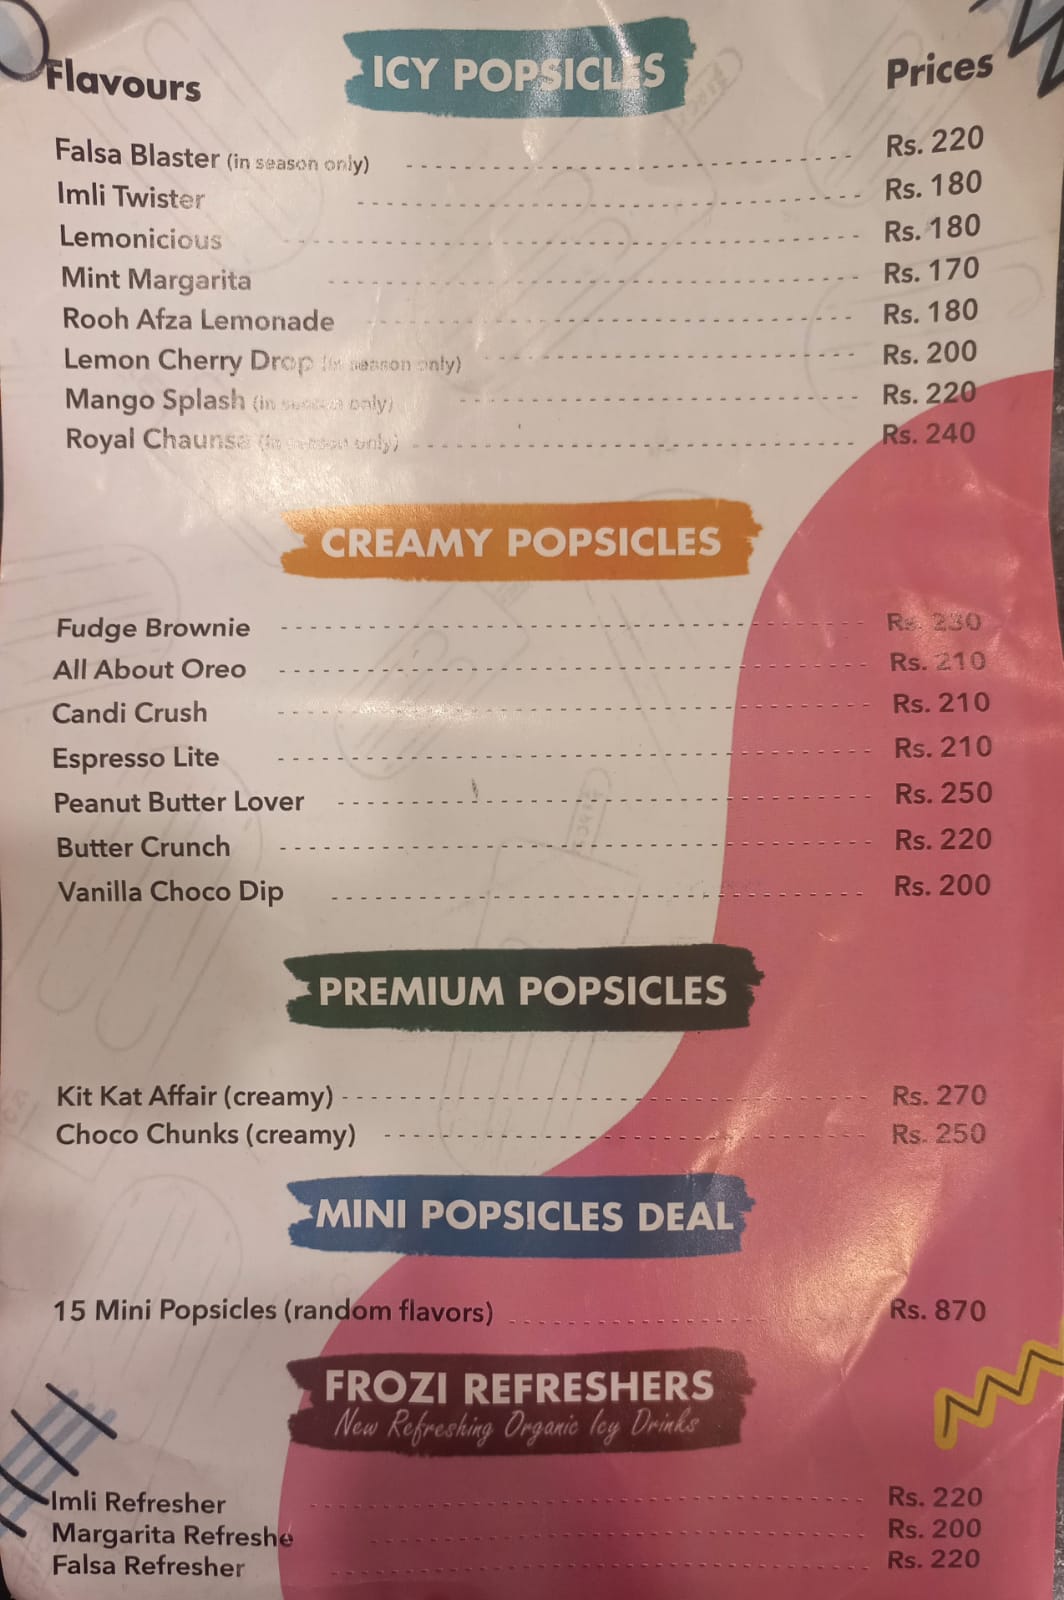 Flavours ICY POPSICLES Prices
Falsa Blaster (in season only) Rs. 220
Imli Twister Rs. 180
Lemonicious Rs. 180
Mint Margarita Rs. 170
Rooh Afza Lemonade Rs. 180
Lemon Cherry Drop (in season only) Rs. 200
Mango Splash (in season only) Rs. 220
Royal Chaunsa (in season only) Rs. 240
CREAMY POPSICLES
Fudge Brownie Rs. 230
All About Oreo Rs. 210
Candi Crush Rs. 210
Espresso Lite Rs. 210
Peanut Butter Lover Rs. 250
Butter Crunch Rs. 220
Vanilla Choco Dip Rs. 200
PREMIUM POPSICLES
Kit Kat Affair (creamy) Rs. 270
Choco Chunks (creamy) Rs. 250
MINI POPSICLES DEAL
15 Mini Popsicles (random flavors) Rs. 870
FROZI REFRESHERS
New Refreshing Organic Icy Drinks
Imli Refresher Rs. 220
Margarita Refreshe Rs. 200
Falsa Refresher Rs. 220